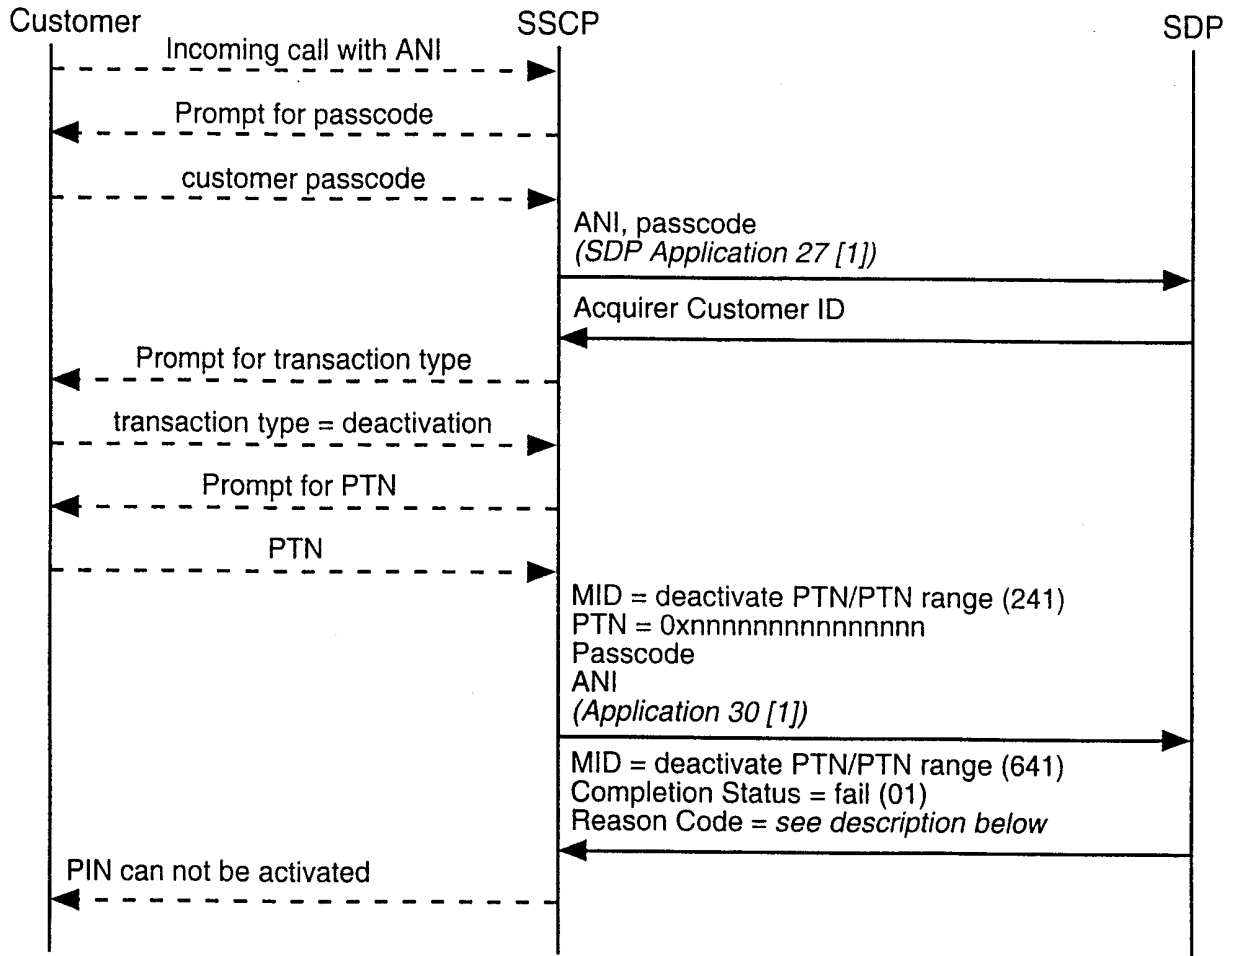 Customer
SSCP
SDP
Incoming call with ANI
Prompt for passcode
customer passcode
ANI, passcode
(SDP Application 27 [1])
Acquirer Customer ID
Prompt for transaction type
transaction type = deactivation
Prompt for PTN
PTN
MID = deactivate PTN/PTN range (241)
PTN = 0xnnnnnnnnnnnnnnnn
Passcode
ANI
(Application 30 [1])
MID = deactivate PTN/PTN range (641)
Completion Status = fail (01)
Reason Code = see description below
PIN can not be activated